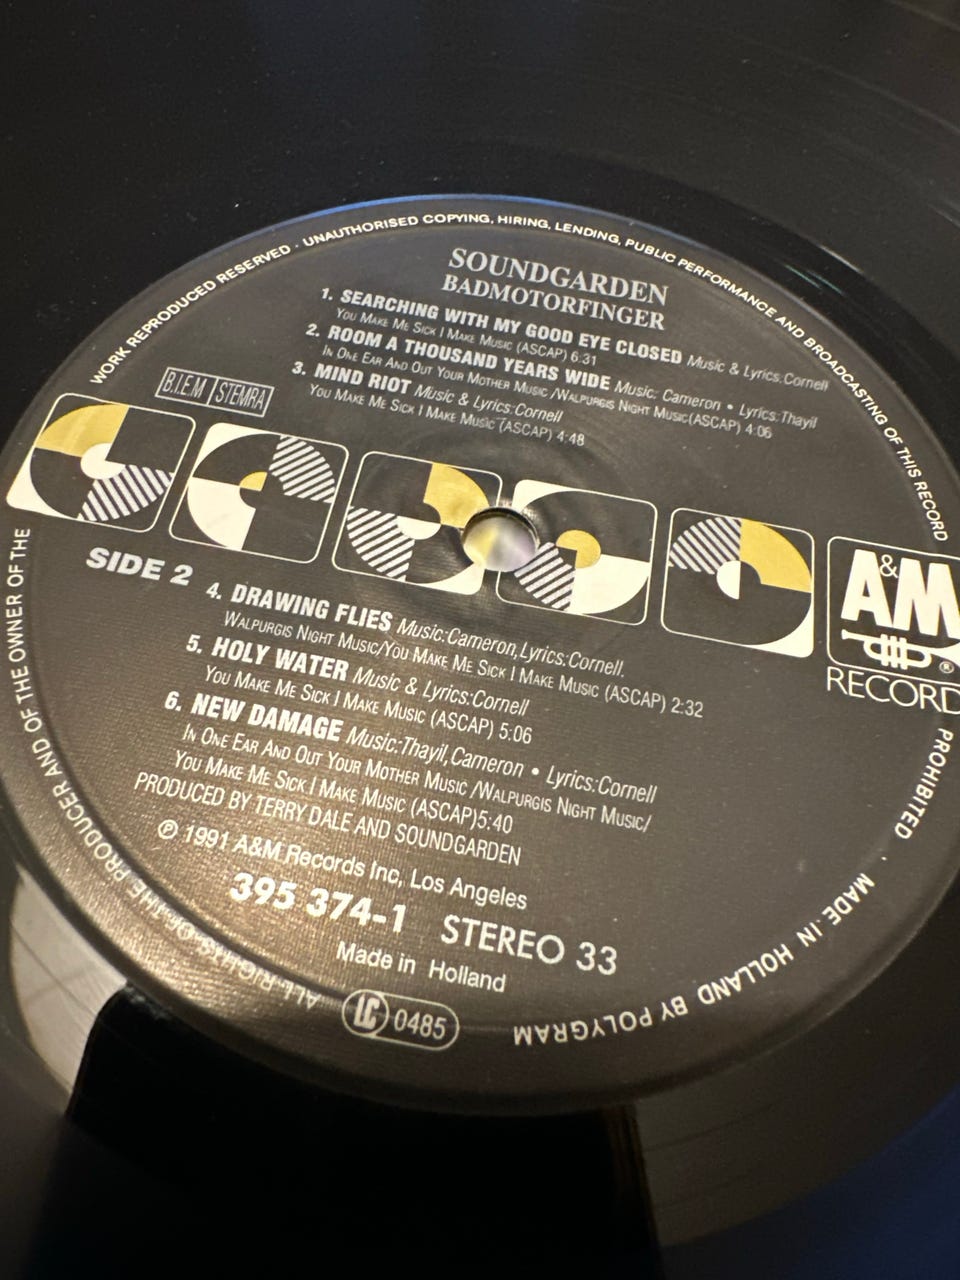 WORK REPRODUCED RESERVED · UNAUTHORISED COPYING, HIRING, LENDING, PUBLIC PERFORMANCE AND BROADCASTING OF THIS RECORD PROHIBITED
SOUNDGARDEN
BADMOTORFINGER
1. SEARCHING WITH MY GOOD EYE CLOSED Music & Lyrics:Cornell
YOU MAKE ME SICK I MAKE MUSIC (ASCAP) 6:31
2. ROOM A THOUSAND YEARS WIDE Music: Cameron • Lyrics:Thayil
IN ONE EAR AND OUT YOUR MOTHER MUSIC /WALPURGIS NIGHT MUSIC(ASCAP) 4:06
3. MIND RIOT Music & Lyrics:Cornell
YOU MAKE ME SICK I MAKE MUSIC (ASCAP) 4:48
B.I.E.M STEMRA
A&M
®
RECORD
SIDE 2
4. DRAWING FLIES Music:Cameron,Lyrics:Cornell.
WALPURGIS NIGHT MUSIC/YOU MAKE ME SICK I MAKE MUSIC (ASCAP) 2:32
5. HOLY WATER Music & Lyrics:Cornell
YOU MAKE ME SICK I MAKE MUSIC (ASCAP) 5:06
6. NEW DAMAGE Music:Thayil,Cameron • Lyrics:Cornell
IN ONE EAR AND OUT YOUR MOTHER MUSIC /WALPURGIS NIGHT MUSIC/
YOU MAKE ME SICK I MAKE MUSIC (ASCAP)5:40
PRODUCED BY TERRY DALE AND SOUNDGARDEN
℗ 1991 A&M Records Inc, Los Angeles
395 374-1 STEREO 33
Made in Holland
LC 0485
MADE IN HOLLAND BY POLYGRAM
ALL RIGHTS OF THE PRODUCER AND OF THE OWNER OF THE